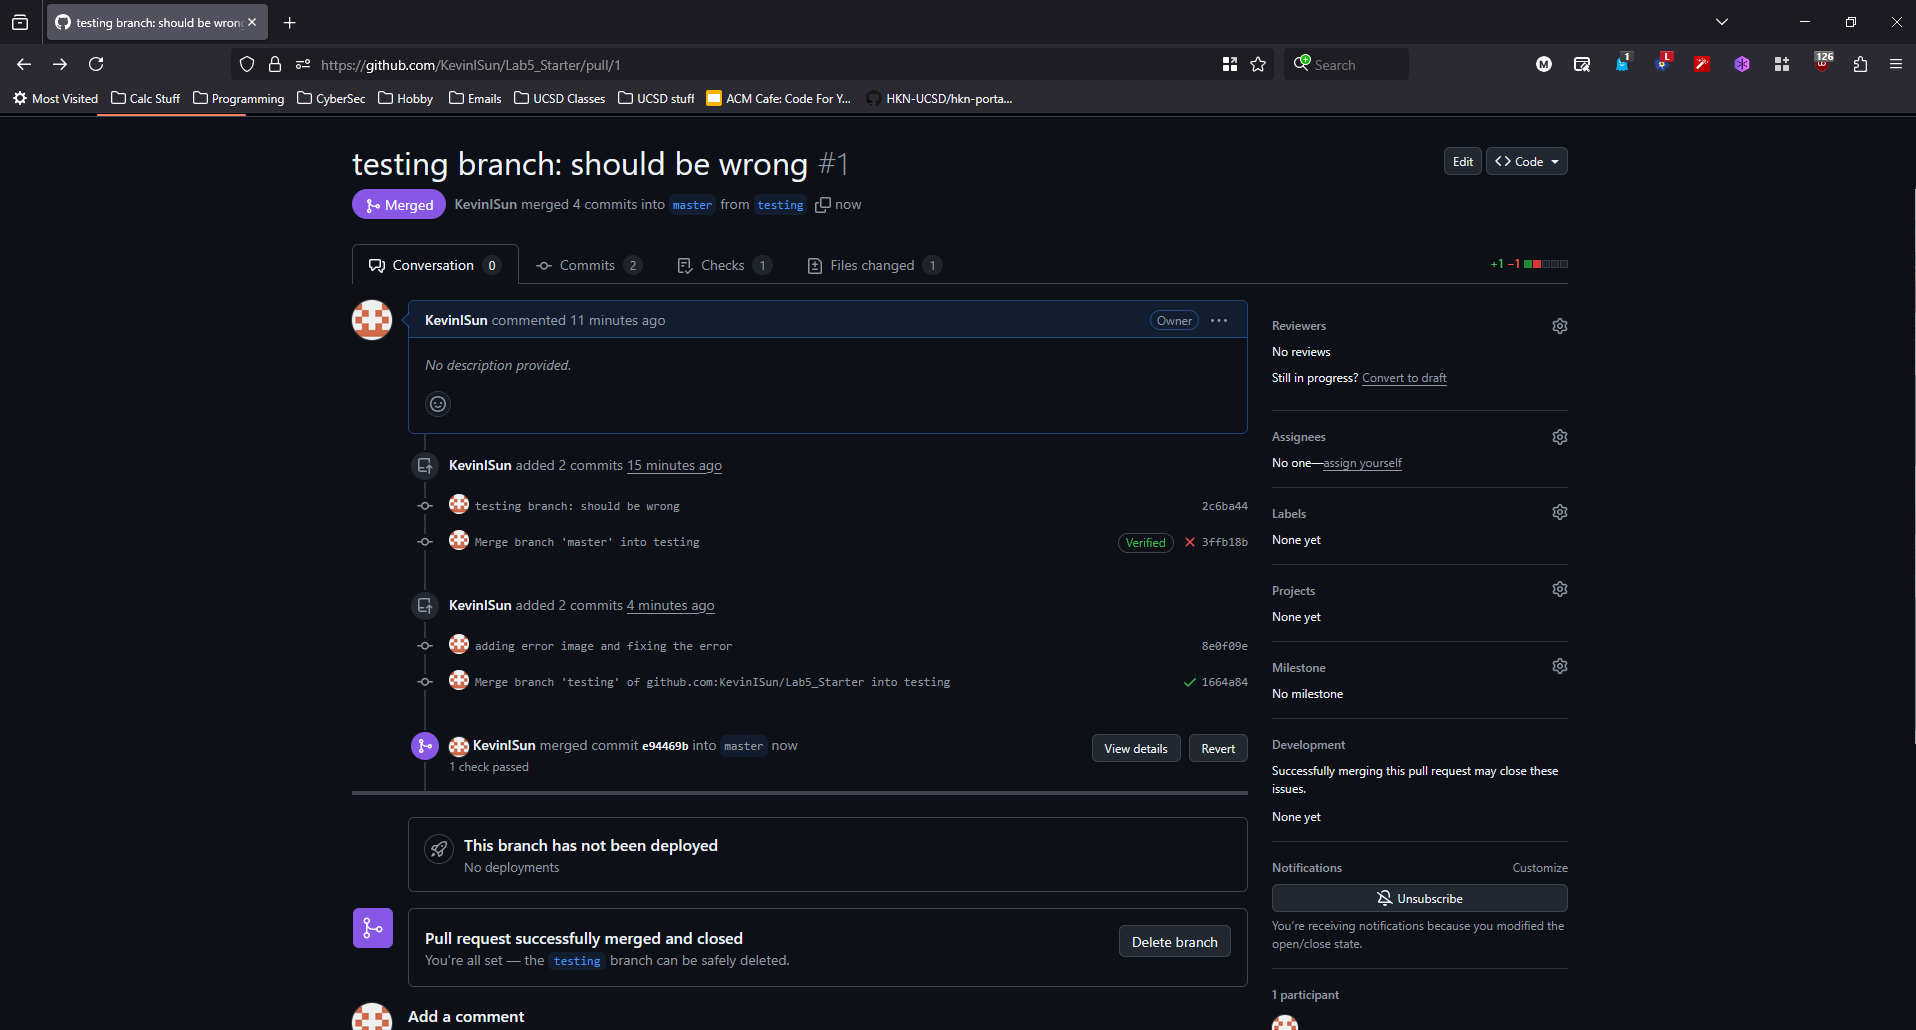 testing branch: should be wrong
https://github.com/KevinISun/Lab5_Starter/pull/1
Search
M
1
L
126
Most Visited
Calc Stuff
Programming
CyberSec
Hobby
Emails
UCSD Classes
UCSD stuff
ACM Cafe: Code For Y...
HKN-UCSD/hkn-porta...
testing branch: should be wrong #1
Edit
Code
Merged
KevinISun merged 4 commits into master from testing now
Conversation 0
Commits 2
Checks 1
Files changed 1
+1 −1
KevinISun commented 11 minutes ago
Owner
No description provided.
KevinISun added 2 commits 15 minutes ago
testing branch: should be wrong
2c6ba44
Merge branch 'master' into testing
Verified
3ffb18b
KevinISun added 2 commits 4 minutes ago
adding error image and fixing the error
8e0f09e
Merge branch 'testing' of github.com:KevinISun/Lab5_Starter into testing
1664a84
KevinISun merged commit e94469b into master now
1 check passed
View details
Revert
This branch has not been deployed
No deployments
Pull request successfully merged and closed
You're all set — the testing branch can be safely deleted.
Delete branch
Add a comment
Reviewers
No reviews
Still in progress? Convert to draft
Assignees
No one—assign yourself
Labels
None yet
Projects
None yet
Milestone
No milestone
Development
Successfully merging this pull request may close these
issues.
None yet
Notifications
Customize
Unsubscribe
You're receiving notifications because you modified the
open/close state.
1 participant